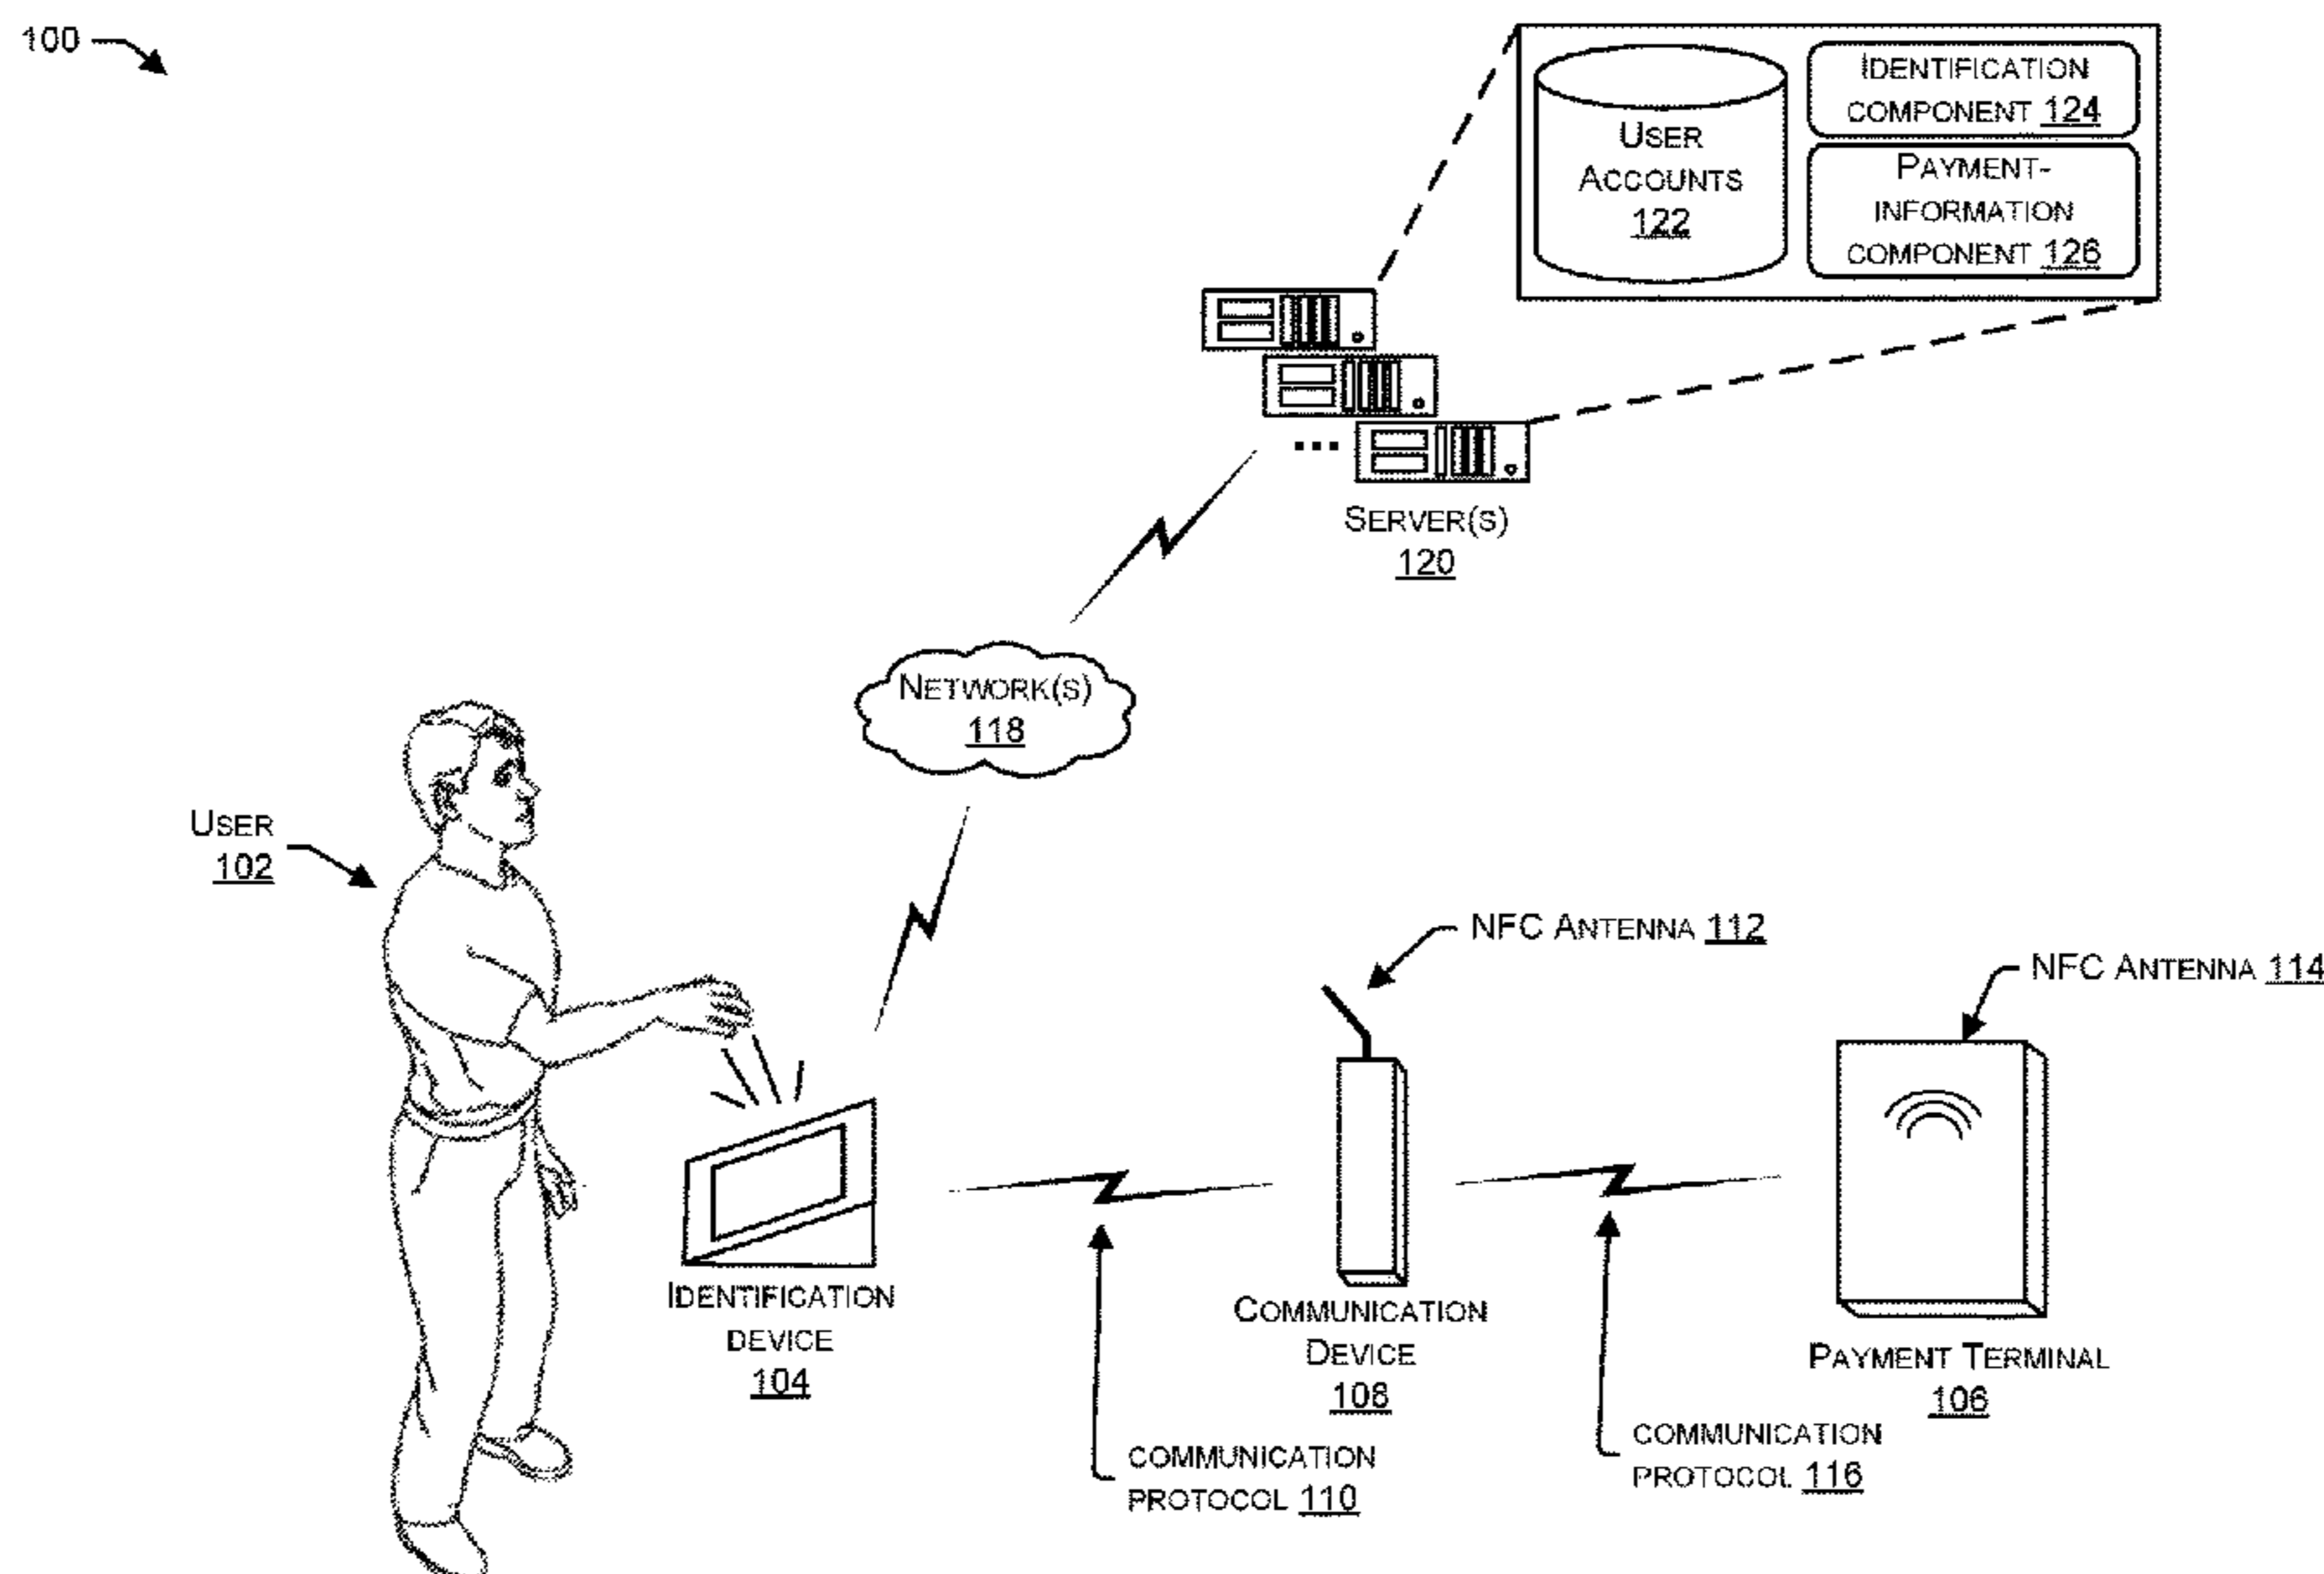 100
IDENTIFICATION
COMPONENT 124
USER
ACCOUNTS
122
PAYMENT-
INFORMATION
COMPONENT 126
SERVER(S)
120
NETWORK(S)
118
USER
102
NFC ANTENNA 112
NFC ANTENNA 114
IDENTIFICATION
DEVICE
104
COMMUNICATION
DEVICE
108
PAYMENT TERMINAL
106
COMMUNICATION
PROTOCOL 110
COMMUNICATION
PROTOCOL 116